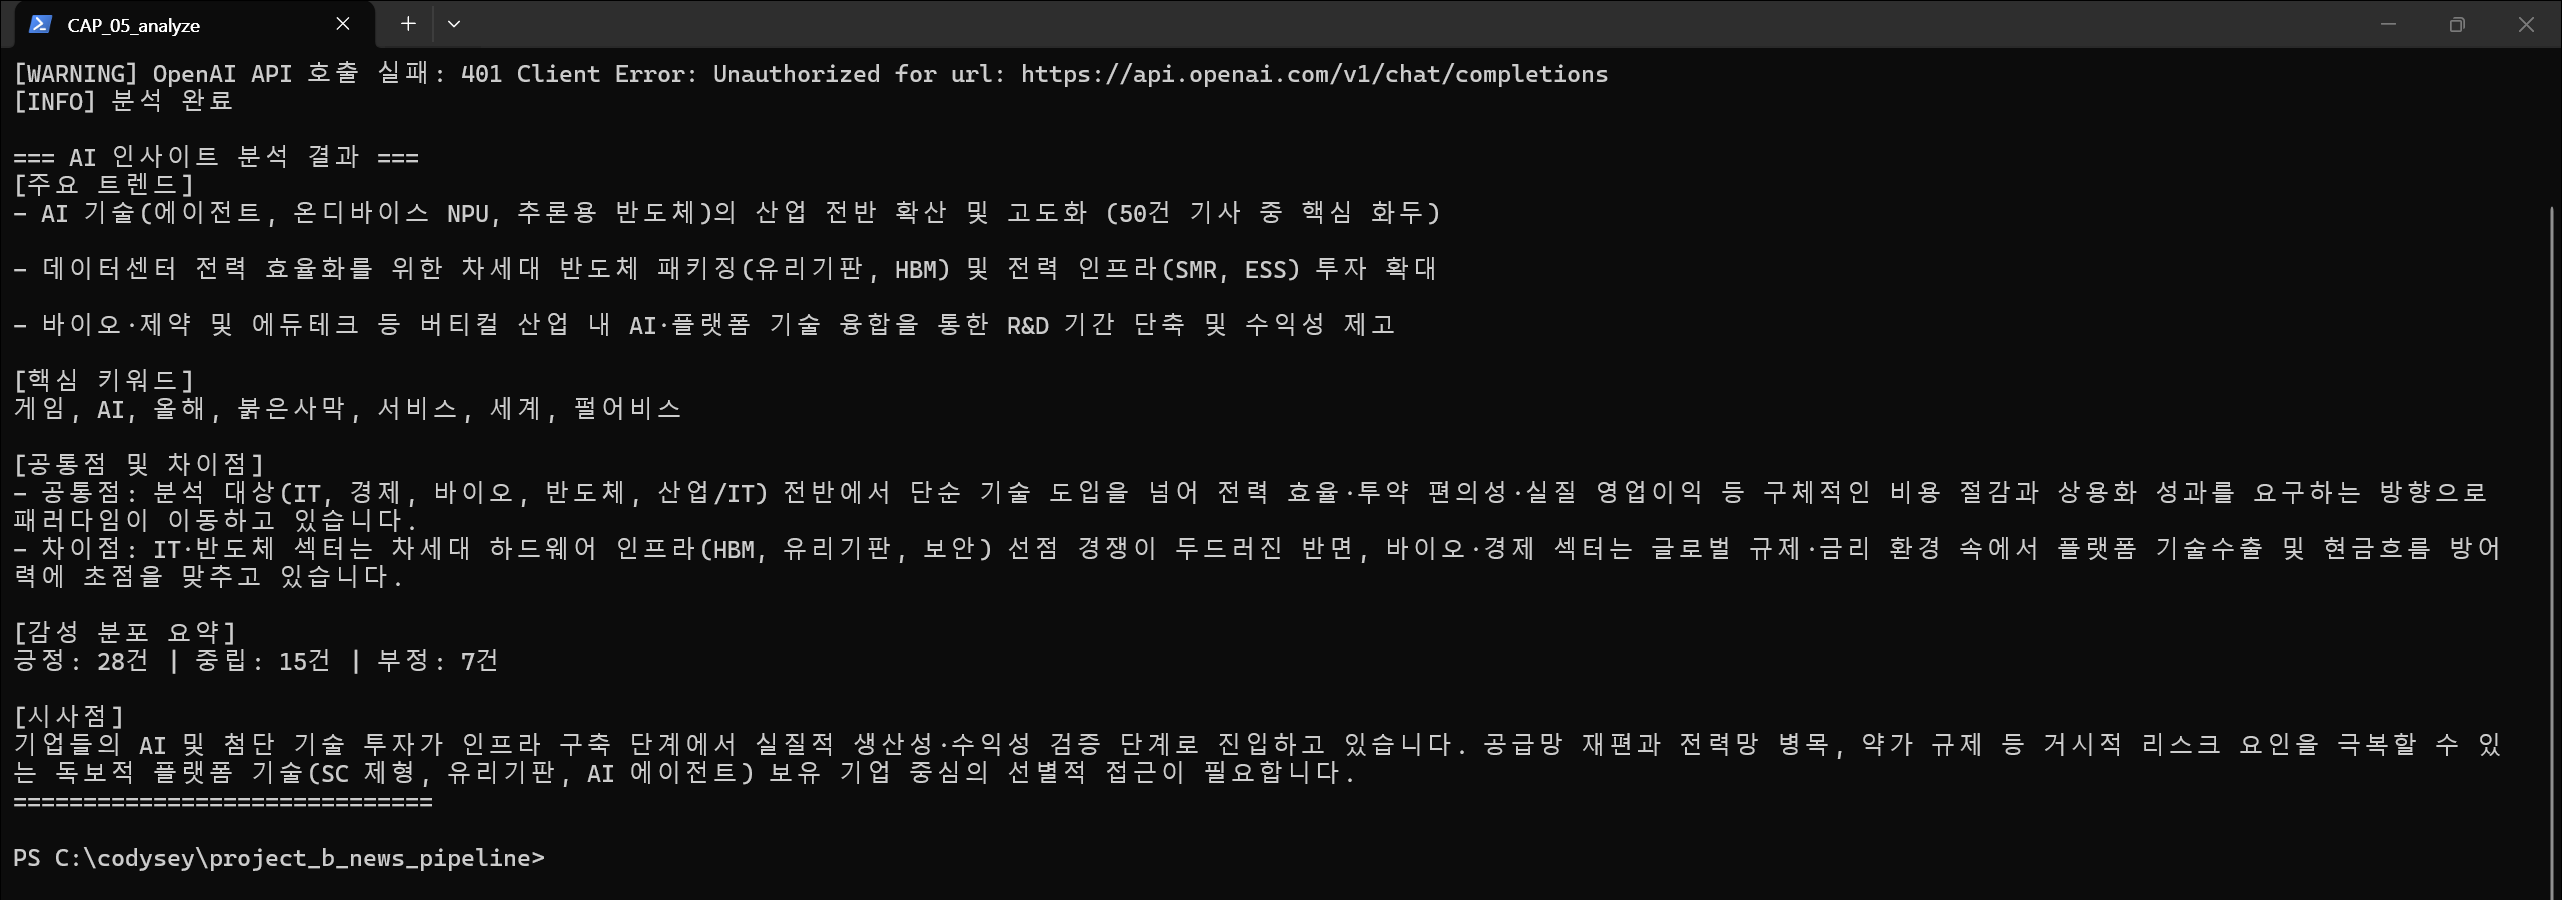 CAP_05_analyze
[WARNING] OpenAI API 호출 실패: 401 Client Error: Unauthorized for url: https://api.openai.com/v1/chat/completions
[INFO] 분석 완료
=== AI 인사이트 분석 결과 ===
[주요 트렌드]
- AI 기술(에이전트, 온디바이스 NPU, 추론용 반도체)의 산업 전반 확산 및 고도화 (50건 기사 중 핵심 화두)
- 데이터센터 전력 효율화를 위한 차세대 반도체 패키징(유리기판, HBM) 및 전력 인프라(SMR, ESS) 투자 확대
- 바이오·제약 및 에듀테크 등 버티컬 산업 내 AI·플랫폼 기술 융합을 통한 R&D 기간 단축 및 수익성 제고
[핵심 키워드]
게임, AI, 올해, 붉은사막, 서비스, 세계, 펄어비스
[공통점 및 차이점]
- 공통점: 분석 대상(IT, 경제, 바이오, 반도체, 산업/IT) 전반에서 단순 기술 도입을 넘어 전력 효율·투약 편의성·실질 영업이익 등 구체적인 비용 절감과 상용화 성과를 요구하는 방향으로
패러다임이 이동하고 있습니다.
- 차이점: IT·반도체 섹터는 차세대 하드웨어 인프라(HBM, 유리기판, 보안) 선점 경쟁이 두드러진 반면, 바이오·경제 섹터는 글로벌 규제·금리 환경 속에서 플랫폼 기술수출 및 현금흐름 방어
력에 초점을 맞추고 있습니다.
[감성 분포 요약]
긍정: 28건 | 중립: 15건 | 부정: 7건
[시사점]
기업들의 AI 및 첨단 기술 투자가 인프라 구축 단계에서 실질적 생산성·수익성 검증 단계로 진입하고 있습니다. 공급망 재편과 전력망 병목, 약가 규제 등 거시적 리스크 요인을 극복할 수 있
는 독보적 플랫폼 기술(SC 제형, 유리기판, AI 에이전트) 보유 기업 중심의 선별적 접근이 필요합니다.
==============================
PS C:\codysey\project_b_news_pipeline>